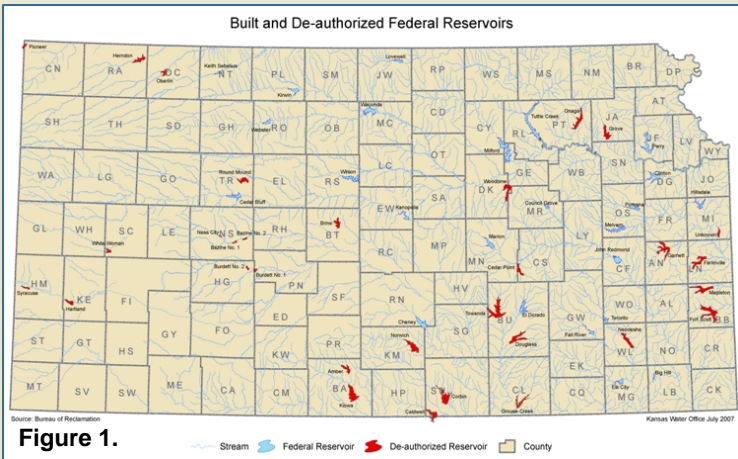 Built and De-authorized Federal Reservoirs
Pioneer
Herndon
Oberlin
Keith Sebelius
Lovewell
Kirwin
CN RA DC NT PL SM JW RP WS MS NM BR DP
Waconda
Tuttle Creek
Onaga
Grove
Webster
Perry
SH TH SD GH RO OB MC CD CY RL PT JA AT JF LV WY
Milford
Round Mound
Wilson
Cedar Bluff
Kanopolis
Woodbine
Council Grove
Clinton
Hillsdale
WA LG GO TR EL RS LC OT SA DK GE WB SN DG JO
Pomona
Melvern
Unknown
Ness City
Bazine No. 2
Bazine No. 1
Brine
White Woman
Marion
Cedar Point
John Redmond
Garnett
Parkville
GL WH SC LE NS RH BT EW RC MP MN MR CS LY OS FR MI
Burdett No. 2
Burdett No. 1
Syracuse
Hartland
HM KE FI HG PN SF RN HV CF AN LN
Mapleton
Fort Scott
Towanda
El Dorado
Douglass
Cheney
Norwich
Toronto
Fall River
Neodesha
ST GT HS GY FO ED PR KM SG BU GW WO AL BB
KW EK WL NO CR
Amber
Kiowa
Corbin
Caldwell
Grouse Creek
Elk City
Big Hill
MT SV SW ME CA CM BA HP CL CQ MG LB CK
Source: Bureau of Reclamation
Kansas Water Office July 2007
Figure 1.
Stream Federal Reservoir De-authorized Reservoir County